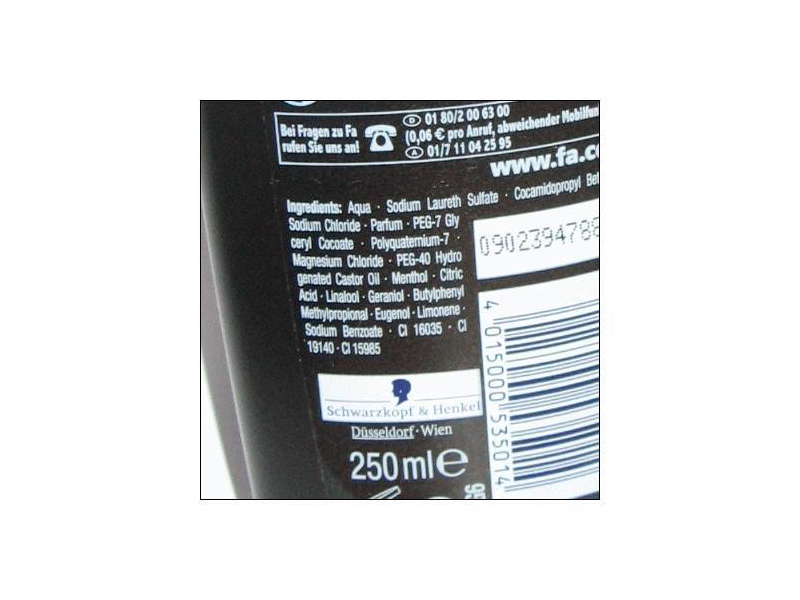 Bei Fragen zu Fa
rufen Sie uns an!
D 01 80/2 00 63 00
(0,06 € pro Anruf, abweichender Mobilfun
A 01/7 11 04 25 95
www.fa.co
Ingredients: Aqua · Sodium Laureth Sulfate · Cocamidopropyl Bet
Sodium Chloride · Parfum · PEG-7 Gly
ceryl Cocoate · Polyquaternium-7 ·
Magnesium Chloride · PEG-40 Hydro
genated Castor Oil · Menthol · Citric
Acid · Linalool · Geraniol · Butylphenyl
Methylpropional · Eugenol · Limonene ·
Sodium Benzoate · CI 16035 · CI
19140 · CI 15985
0902394788
4 015000 535014
Schwarzkopf & Henkel
Düsseldorf · Wien
250 ml e